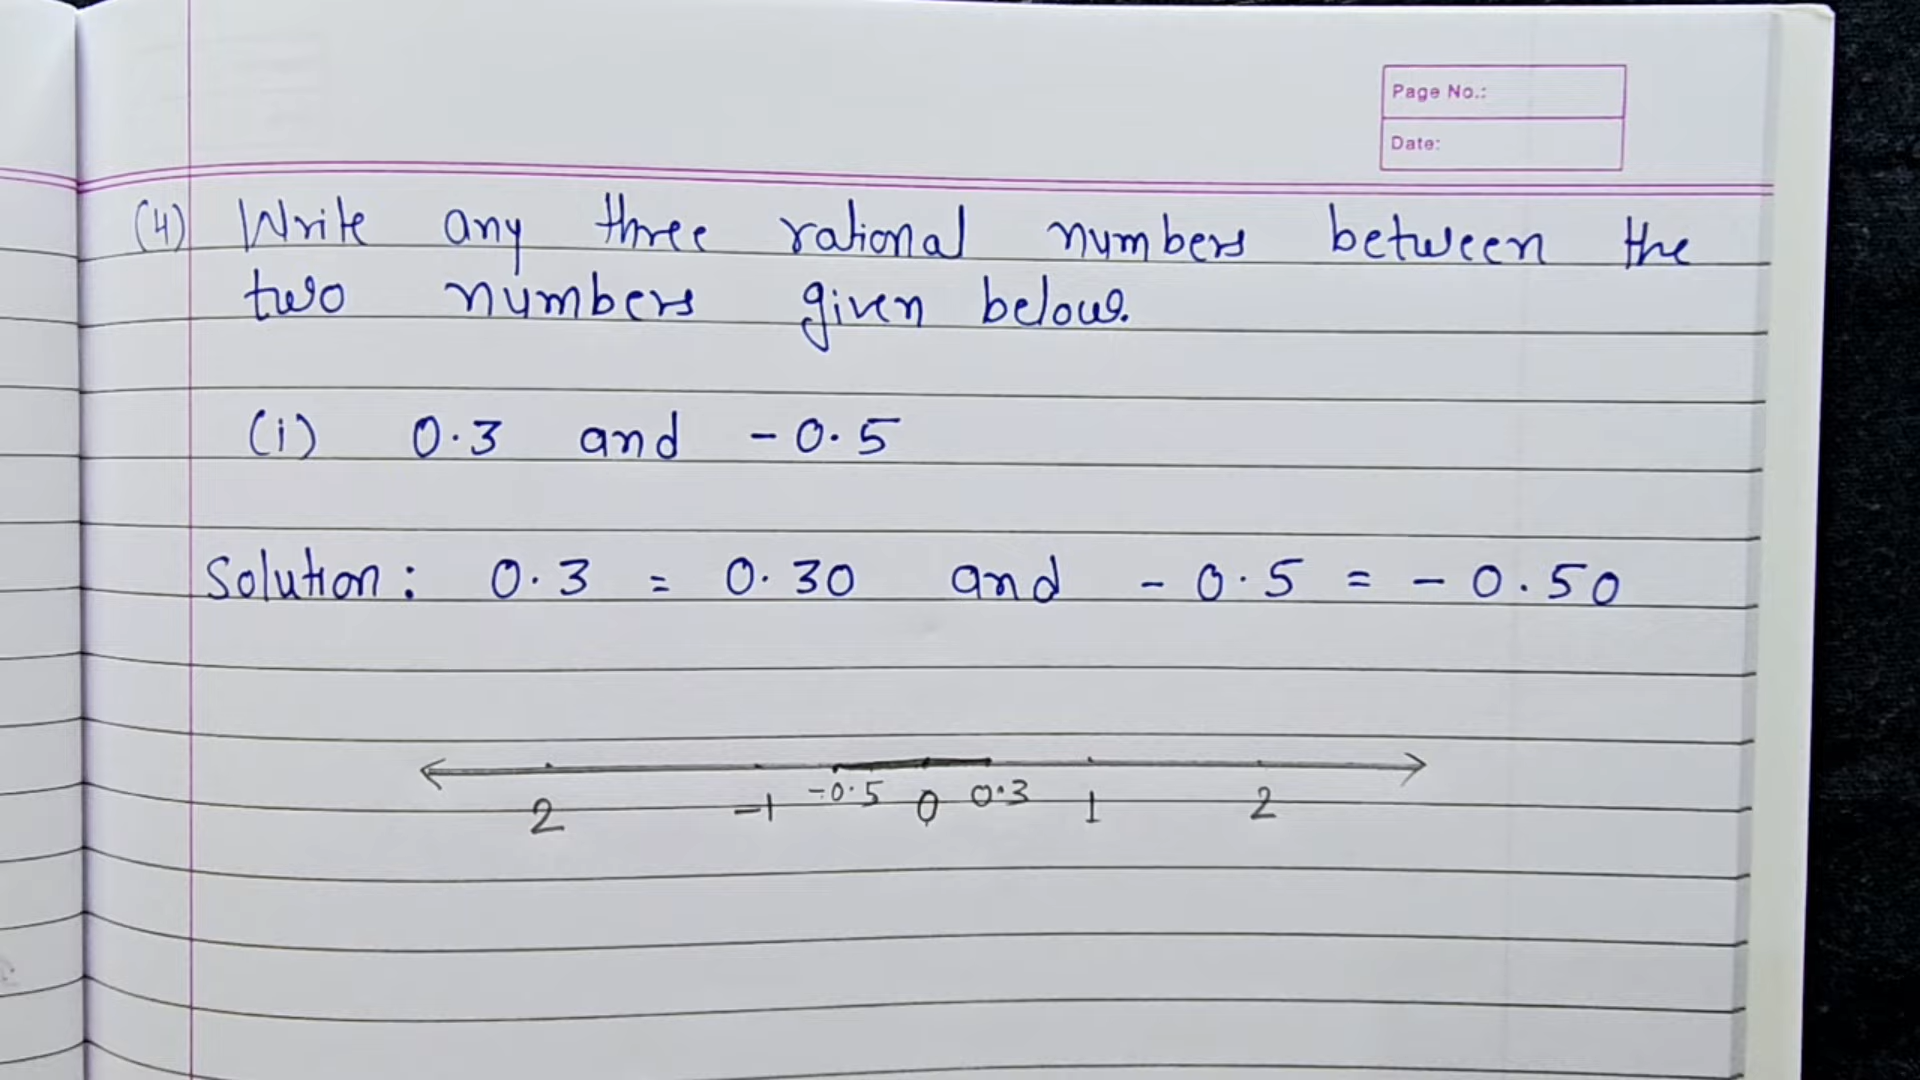 Page No.:
Date:
(4) Write any three rational numbers between the
two numbers given below.
(i) 0.3 and -0.5
Solution: 0.3 = 0.30 and -0.5 = -0.50
2 -1 -0.5 0 0.3 1 2